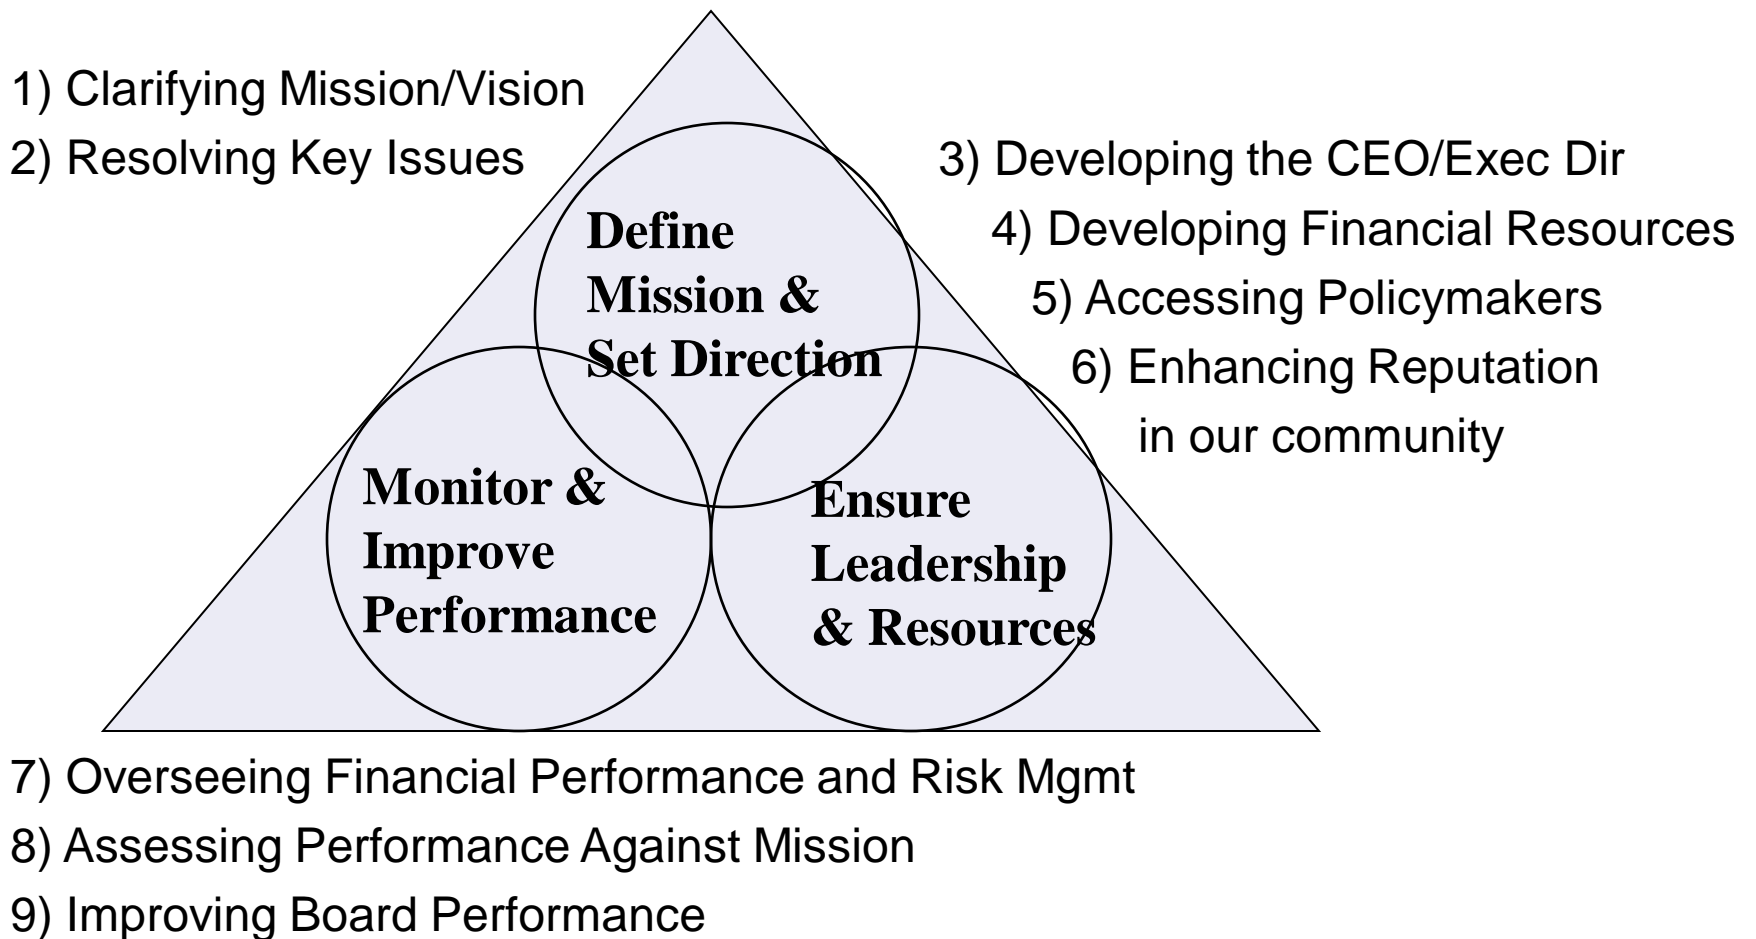 1) Clarifying Mission/Vision
2) Resolving Key Issues
3) Developing the CEO/Exec Dir
4) Developing Financial Resources
5) Accessing Policymakers
6) Enhancing Reputation
in our community
Define
Mission &
Set Direction
Monitor &
Improve
Performance
Ensure
Leadership
& Resources
7) Overseeing Financial Performance and Risk Mgmt
8) Assessing Performance Against Mission
9) Improving Board Performance